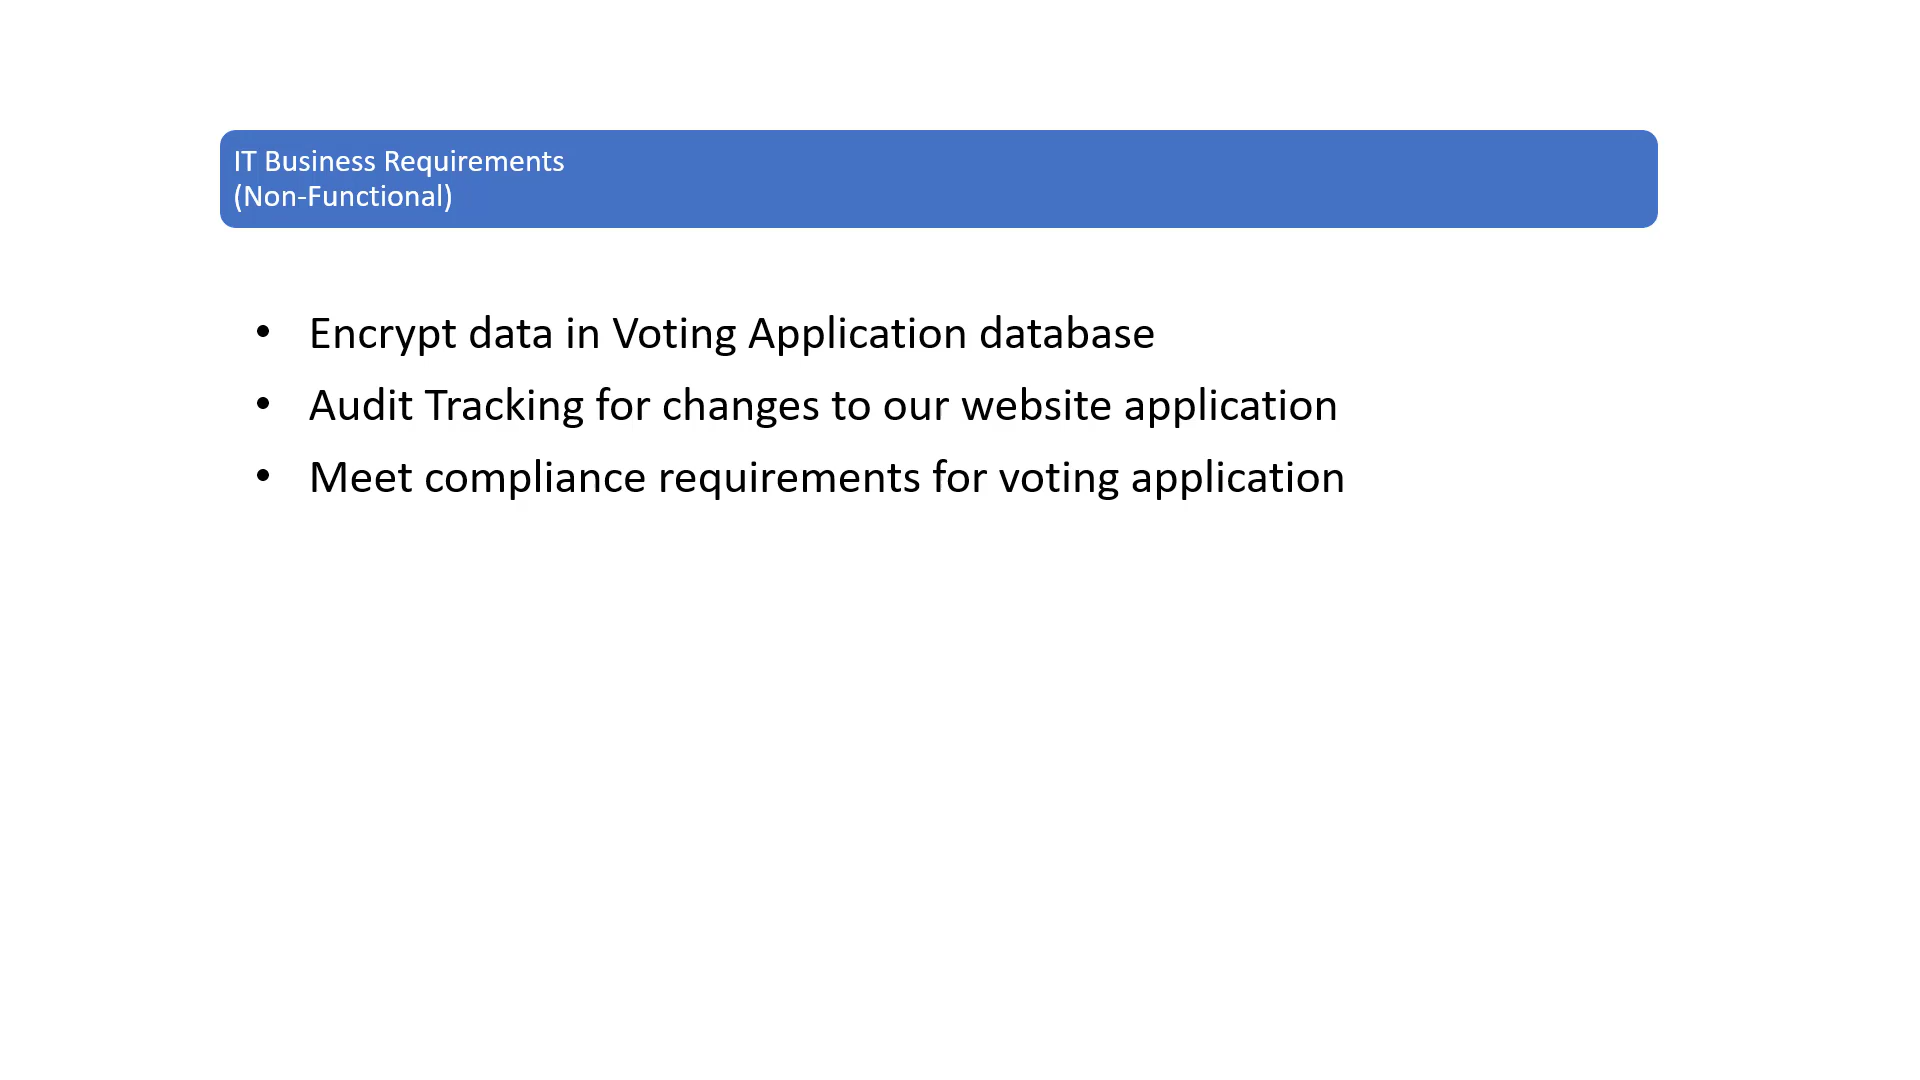 IT Business Requirements
(Non-Functional)
• Encrypt data in Voting Application database
• Audit Tracking for changes to our website application
• Meet compliance requirements for voting application